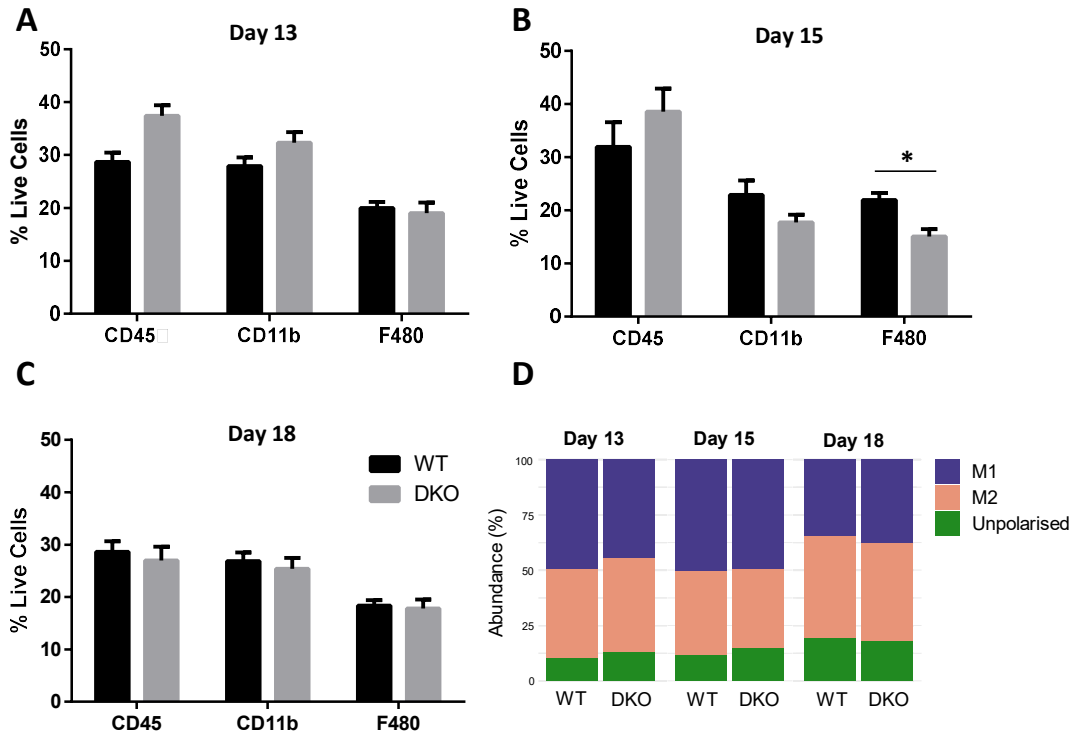 A
Day 13
50
40
30
20
10
0
% Live Cells
CD45 CD11b F480
B
Day 15
50
40
30
20
10
0
% Live Cells
*
CD45 CD11b F480
C
Day 18
50
40
30
20
10
0
% Live Cells
WT
DKO
CD45 CD11b F480
D
Day 13 Day 15 Day 18
100
75
50
25
0
Abundance (%)
WT DKO WT DKO WT DKO
M1
M2
Unpolarised